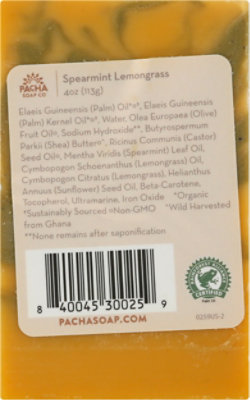 PACHA
SOAP CO
Spearmint Lemongrass
4oz (113g)
Elaeis Guineensis (Palm) Oil*°°, Elaeis Guineensis
(Palm) Kernel Oil*°°, Water, Olea Europaea (Olive)
Fruit Oil¤, Sodium Hydroxide**, Butyrospermum
Parkii (Shea) Butter^, Ricinus Communis (Castor)
Seed Oil¤, Mentha Viridis (Spearmint) Leaf Oil,
Cymbopogon Schoenanthus (Lemongrass) Oil,
Cymbopogon Citratus (Lemongrass), Helianthus
Annuus (Sunflower) Seed Oil, Beta-Carotene,
Tocopherol, Ultramarine, Iron Oxide *Organic
°Sustainably Sourced ¤Non-GMO ^Wild Harvested
from Ghana
**None remains after saponification
8 40045 30025 9
PACHASOAP.COM
CERTIFIED
0259US-2